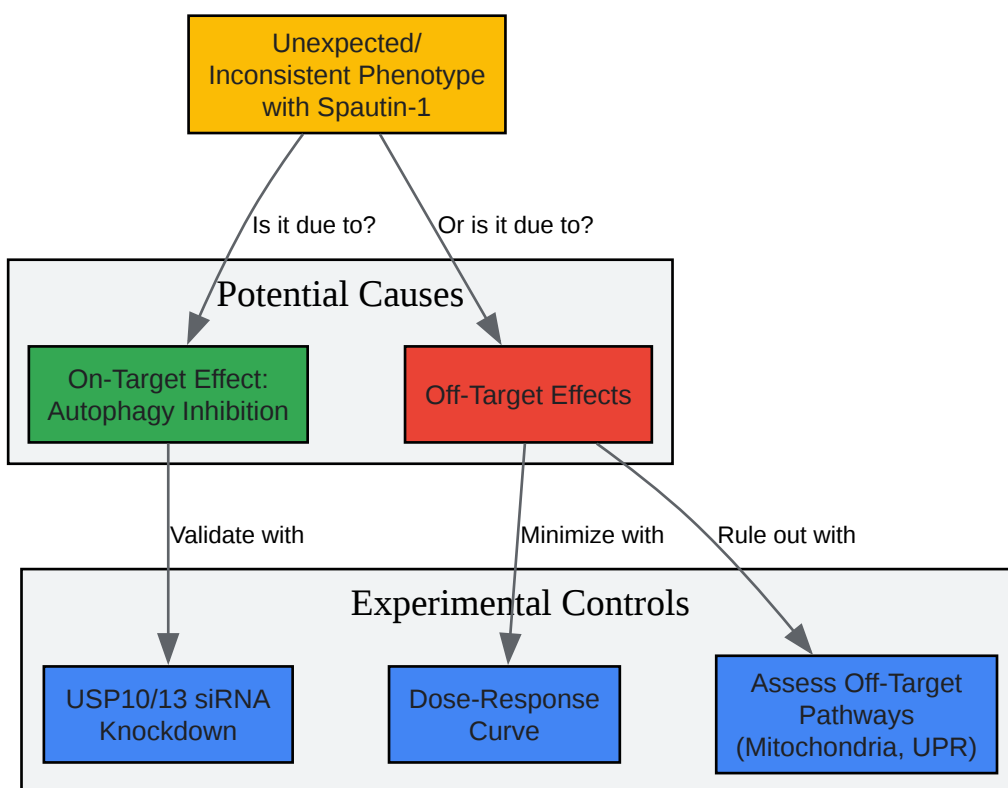 Unexpected/
Inconsistent Phenotype
with Spautin-1
Is it due to?
Or is it due to?
Potential Causes
On-Target Effect:
Autophagy Inhibition
Off-Target Effects
Validate with
Minimize with
Rule out with
Experimental Controls
USP10/13 siRNA
Knockdown
Dose-Response
Curve
Assess Off-Target
Pathways
(Mitochondria, UPR)